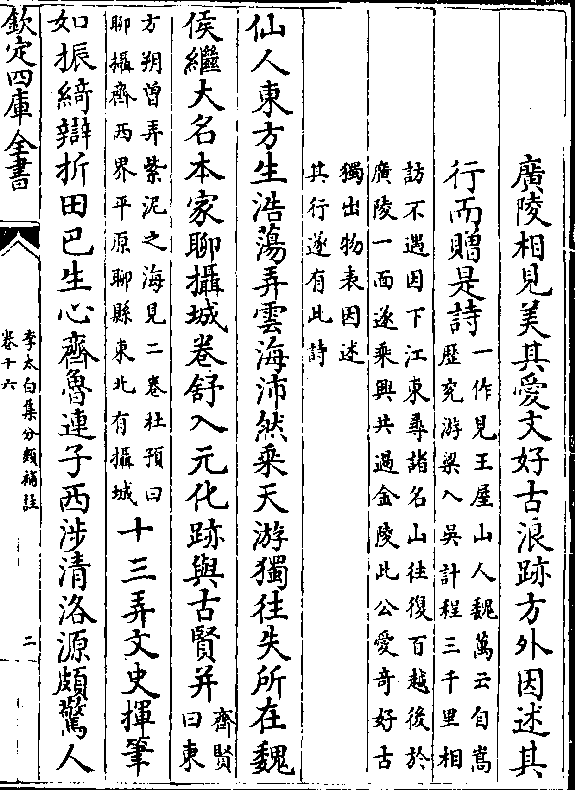 廣陵相見美其愛文好古浪跡方外因述其
行而贈是詩
一作見王屋山人魏萬云自嵩
歷兖游梁入吳計程三千里相
訪不遇因下江東尋諸名山往復百越後於
廣陵一面遂乘興共過金陵此公愛奇好古
獨出物表因述
其行遂有此詩
仙人東方生浩蕩弄雲海沛然乘天游獨往失所在魏
侯繼大名本家聊攝城卷舒入元化跡與古賢并
齊賢
曰東
方朔曾弄紫泥之海見二卷杜預曰
聊攝齊西界平原聊縣東北有攝城
十三弄文史揮筆
如振綺辯折田巴生心齊魯連子西涉清洛源頗驚人
欽定四庫全書
李太白集分類補註
卷十六
二